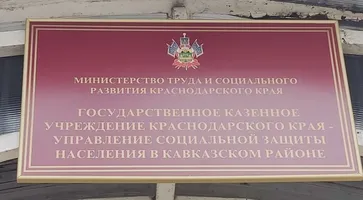 МИНИСТЕРСТВО ТРУДА И СОЦИАЛЬНОГО
РАЗВИТИЯ КРАСНОДАРСКОГО КРАЯ
ГОСУДАРСТВЕННОЕ КАЗЕННОЕ
УЧРЕЖДЕНИЕ КРАСНОДАРСКОГО КРАЯ -
УПРАВЛЕНИЕ СОЦИАЛЬНОЙ ЗАЩИТЫ
НАСЕЛЕНИЯ В КАВКАЗСКОМ РАЙОНЕ